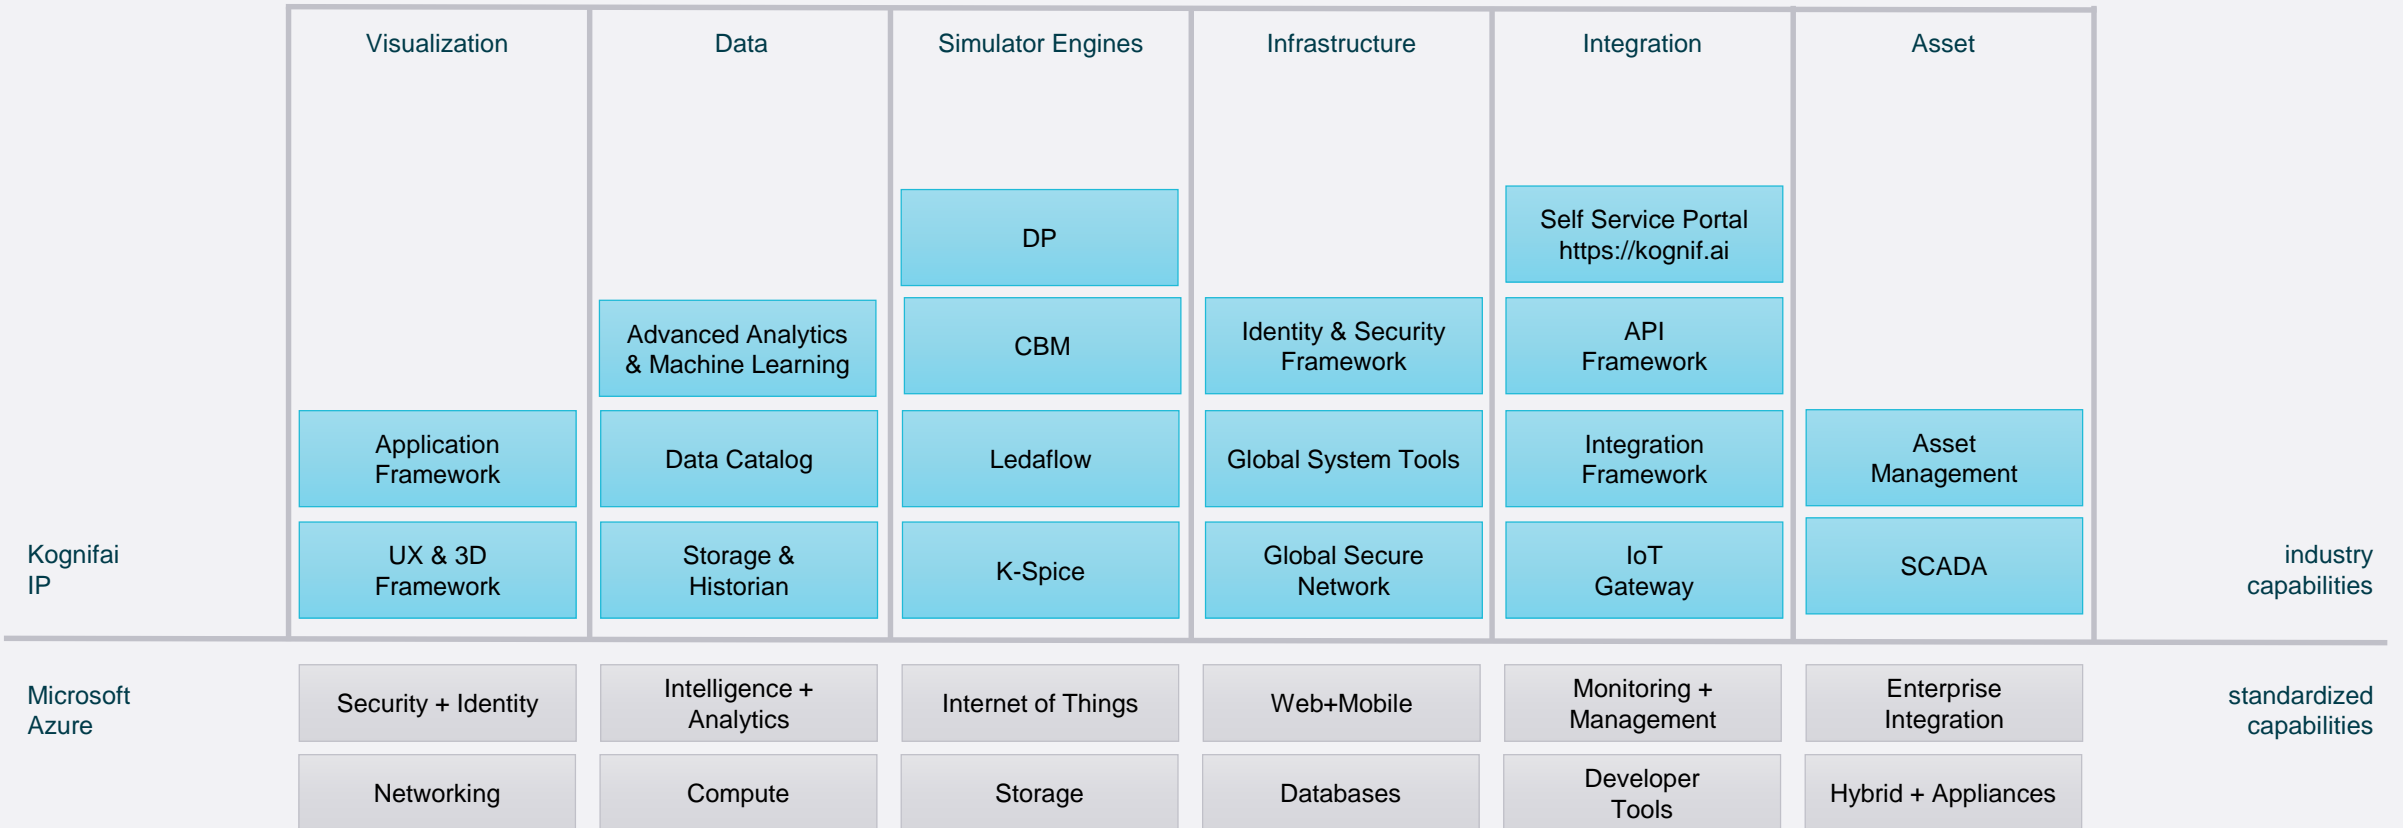 Visualization
Data
Simulator Engines
Infrastructure
Integration
Asset
DP
Self Service Portal
https://kognif.ai
Advanced Analytics
& Machine Learning
CBM
Identity & Security
Framework
API
Framework
Application
Framework
Data Catalog
Ledaflow
Global System Tools
Integration
Framework
Asset
Management
Kognifai
IP
UX & 3D
Framework
Storage &
Historian
K-Spice
Global Secure
Network
IoT
Gateway
SCADA
industry
capabilities
Microsoft
Azure
Security + Identity
Intelligence +
Analytics
Internet of Things
Web+Mobile
Monitoring +
Management
Enterprise
Integration
standardized
capabilities
Networking
Compute
Storage
Databases
Developer
Tools
Hybrid + Appliances